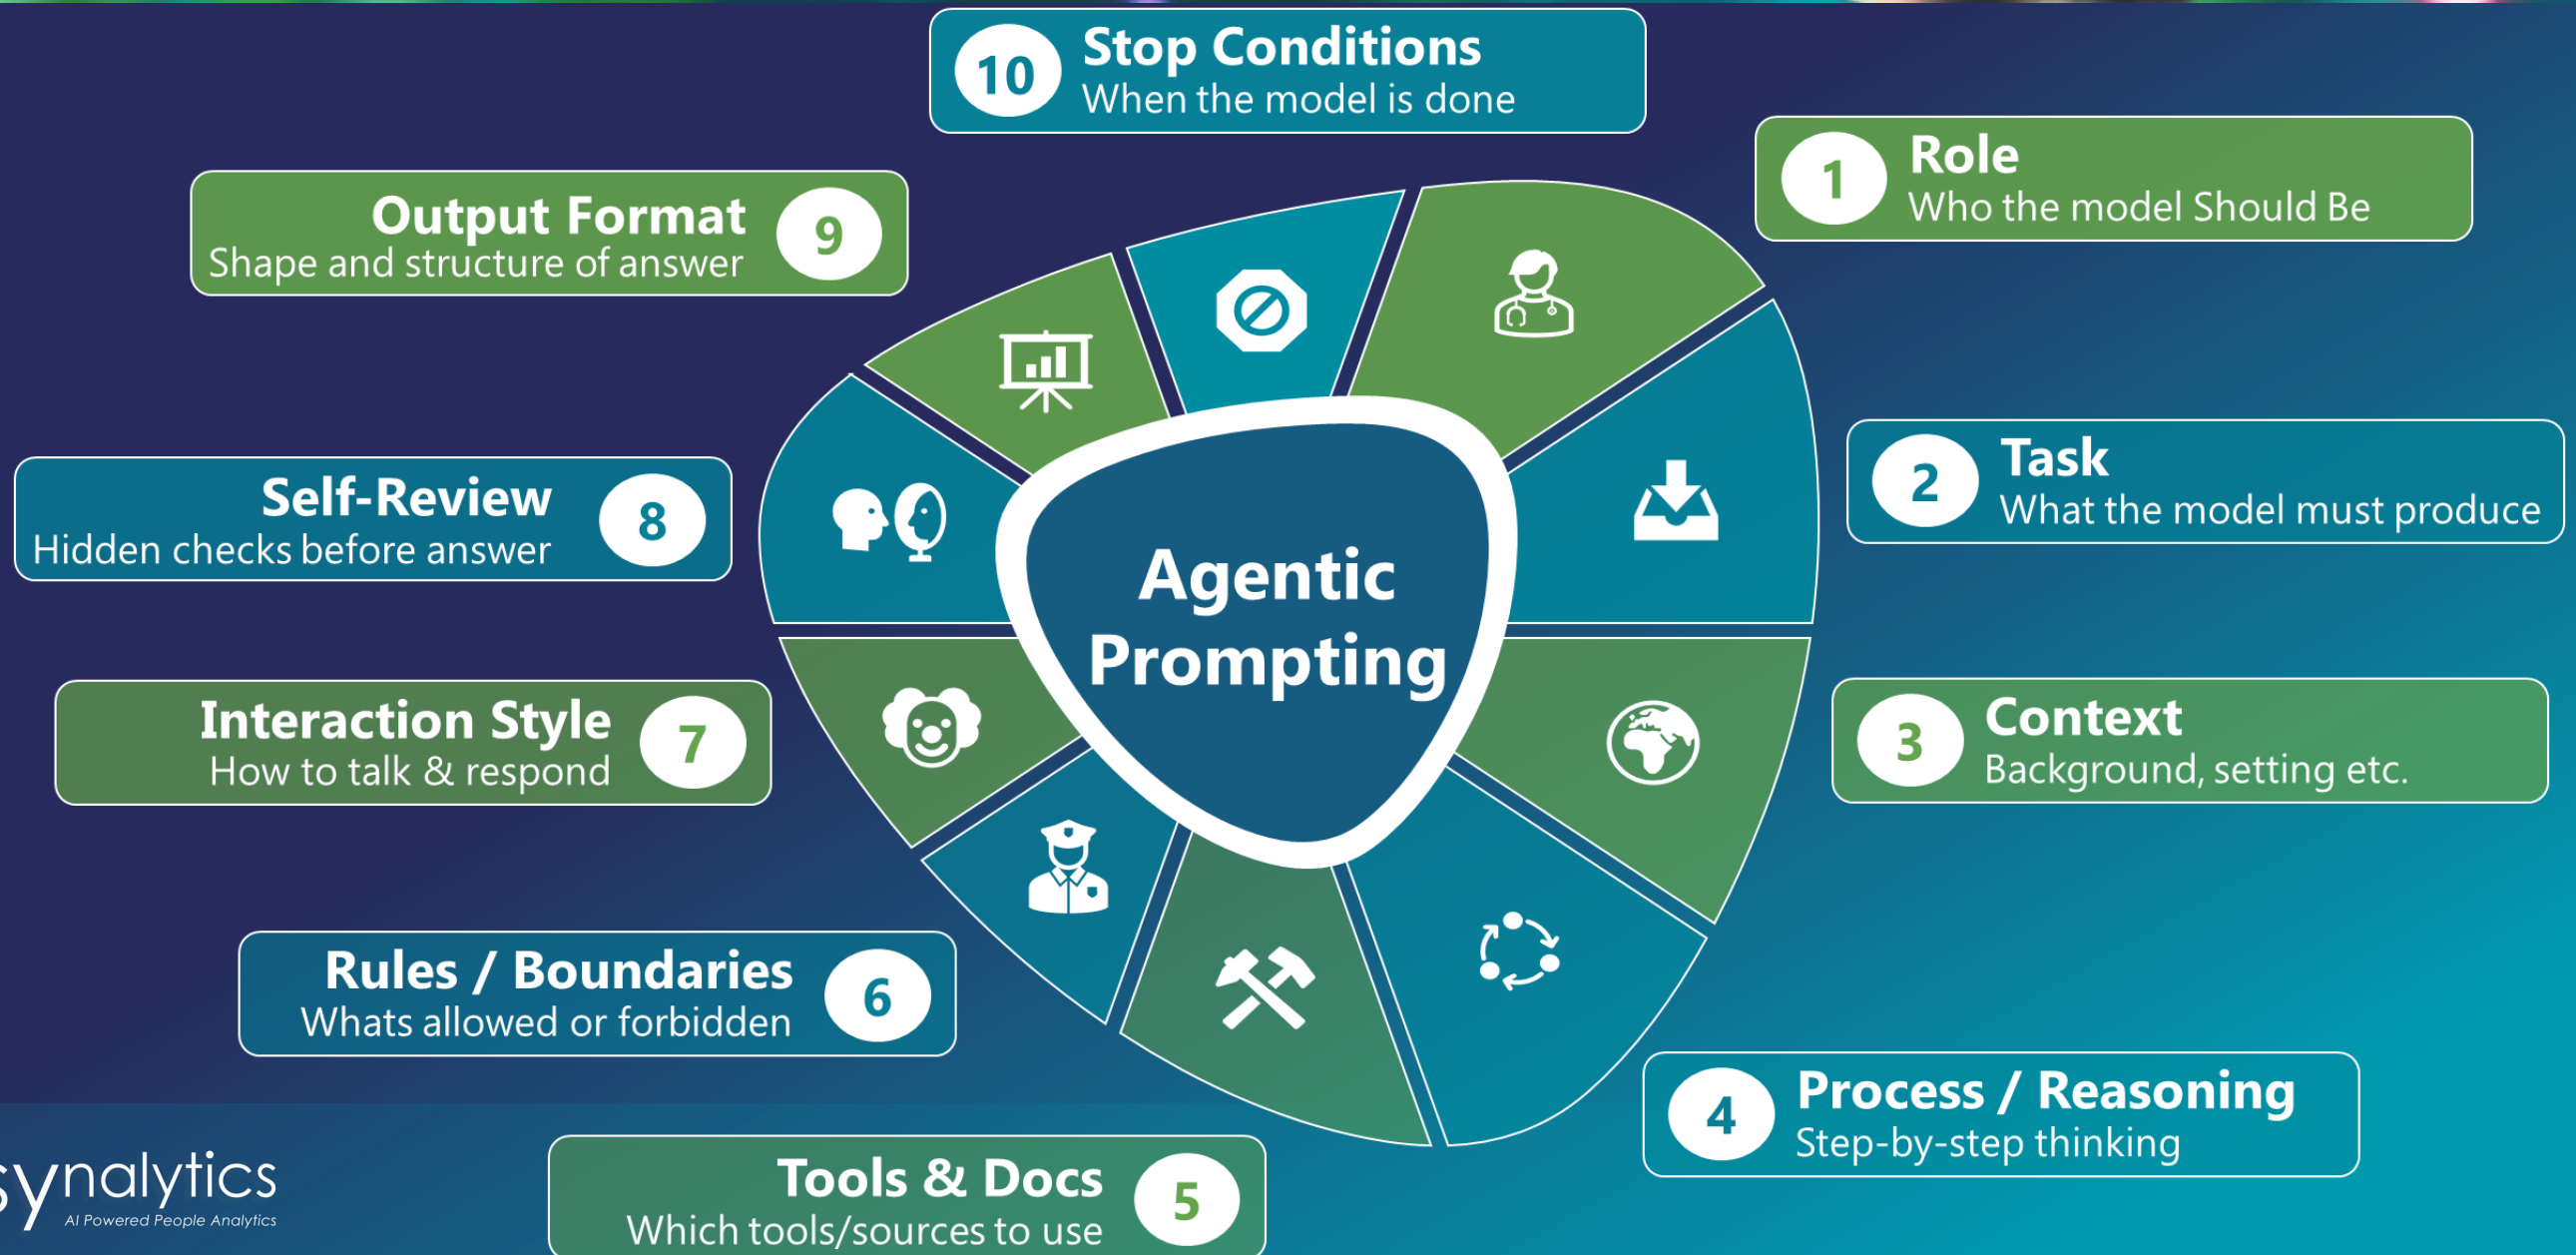 10
Stop Conditions
When the model is done
1
Role
Who the model Should Be
2
Task
What the model must produce
3
Context
Background, setting etc.
4
Process / Reasoning
Step-by-step thinking
5
Tools & Docs
Which tools/sources to use
6
Rules / Boundaries
Whats allowed or forbidden
7
Interaction Style
How to talk & respond
8
Self-Review
Hidden checks before answer
9
Output Format
Shape and structure of answer
Agentic
Prompting
synalytics
AI Powered People Analytics